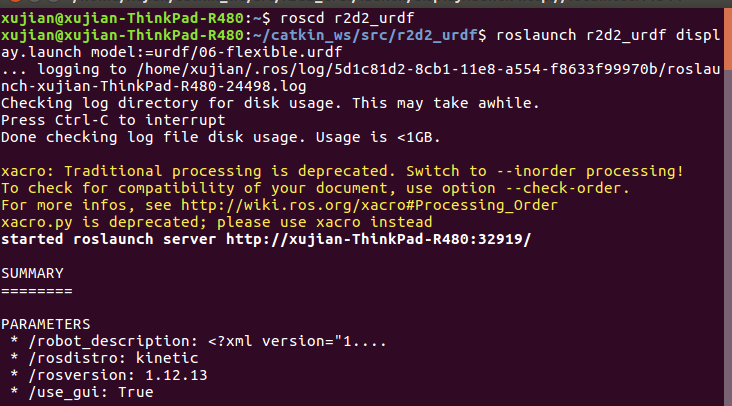 xujian@xujian-ThinkPad-R480:~$ roscd r2d2_urdf
xujian@xujian-ThinkPad-R480:~/catkin_ws/src/r2d2_urdf$ roslaunch r2d2_urdf displ
ay.launch model:=urdf/06-flexible.urdf
... logging to /home/xujian/.ros/log/5d1c81d2-8cb1-11e8-a554-f8633f99970b/roslau
nch-xujian-ThinkPad-R480-24498.log
Checking log directory for disk usage. This may take awhile.
Press Ctrl-C to interrupt
Done checking log file disk usage. Usage is <1GB.

xacro: Traditional processing is deprecated. Switch to --inorder processing!
To check for compatibility of your document, use option --check-order.
For more infos, see http://wiki.ros.org/xacro#Processing_Order
xacro.py is deprecated; please use xacro instead
started roslaunch server http://xujian-ThinkPad-R480:32919/

SUMMARY
========

PARAMETERS
 * /robot_description: <?xml version="1....
 * /rosdistro: kinetic
 * /rosversion: 1.12.13
 * /use_gui: True